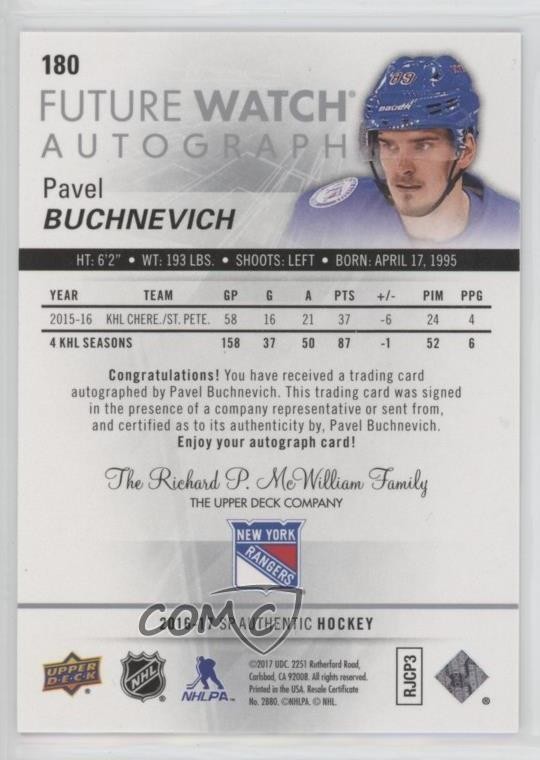 180
FUTURE WATCH®
AUTOGRAPH
89
BAUER
Pavel
BUCHNEVICH
HT: 6'2" • WT: 193 LBS. • SHOOTS: LEFT • BORN: APRIL 17, 1995
YEAR TEAM GP G A PTS +/- PIM PPG
2015-16 KHL CHERE./ST. PETE. 58 16 21 37 -6 24 4
4 KHL SEASONS 158 37 50 87 -1 52 6
Congratulations! You have received a trading card
autographed by Pavel Buchnevich. This trading card was signed
in the presence of a company representative or sent from,
and certified as to its authenticity by, Pavel Buchnevich.
Enjoy your autograph card!
The Richard P. McWilliam Family
THE UPPER DECK COMPANY
NEW YORK
RANGERS
COMC
2016-17 SP AUTHENTIC HOCKEY
UPPER
DECK
NHL
NHLPA
©2017 UDC. 2251 Rutherford Road,
Carlsbad, CA 92008. All rights reserved.
Printed in the USA. Resale Certificate
No. 2880. ©NHLPA. © NHL.
RJCP3
®